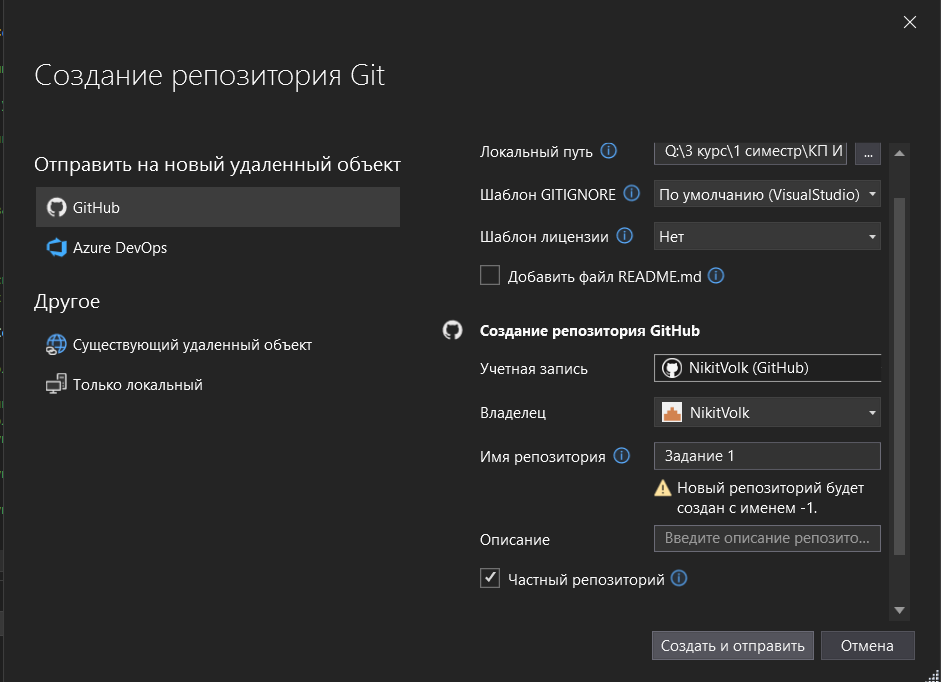 Создание репозитория Git
Отправить на новый удаленный объект
GitHub
Azure DevOps
Другое
Существующий удаленный объект
Только локальный
Локальный путь
Q:\3 курс\1 симестр\КП И
...
Шаблон GITIGNORE
По умолчанию (VisualStudio)
Шаблон лицензии
Нет
Добавить файл README.md
Создание репозитория GitHub
Учетная запись
NikitVolk (GitHub)
Владелец
NikitVolk
Имя репозитория
Задание 1
Новый репозиторий будет
создан с именем -1.
Описание
Введите описание репозито...
Частный репозиторий
Создать и отправить
Отмена